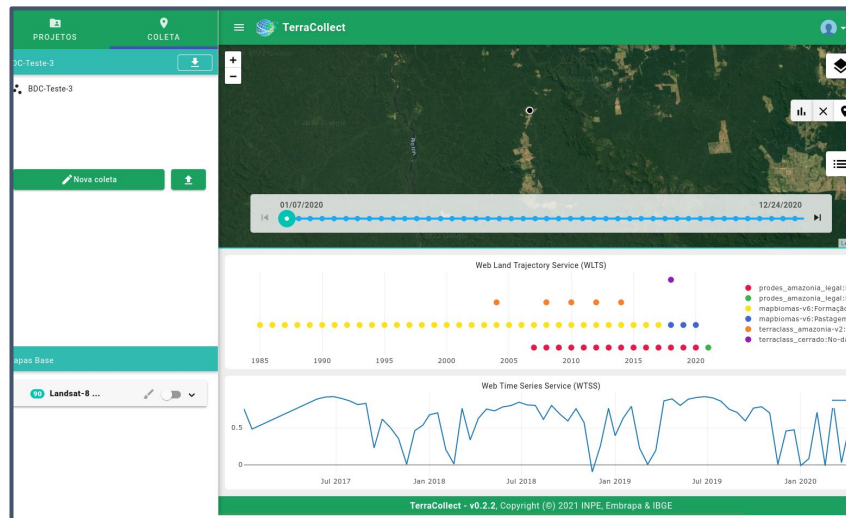 PROJETOS
COLETA
TerraCollect
BDC-Teste-3
BDC-Teste-3
Nova coleta
+
−
01/07/2020
12/24/2020
Web Land Trajectory Service (WLTS)
prodes_amazonia_legal:
prodes_amazonia_legal:
mapbiomas-v6:Formaçã
mapbiomas-v6:Pastagem
terraclass_amazonia-v2:
terraclass_cerrado:No-da
1985
1990
1995
2000
2005
2010
2015
2020
apas Base
90 Landsat-8 ...
Web Time Series Service (WTSS)
0.5
0
Jul 2017
Jan 2018
Jul 2018
Jan 2019
Jul 2019
Jan 2020
TerraCollect - v0.2.2, Copyright (©) 2021 INPE, Embrapa & IBGE